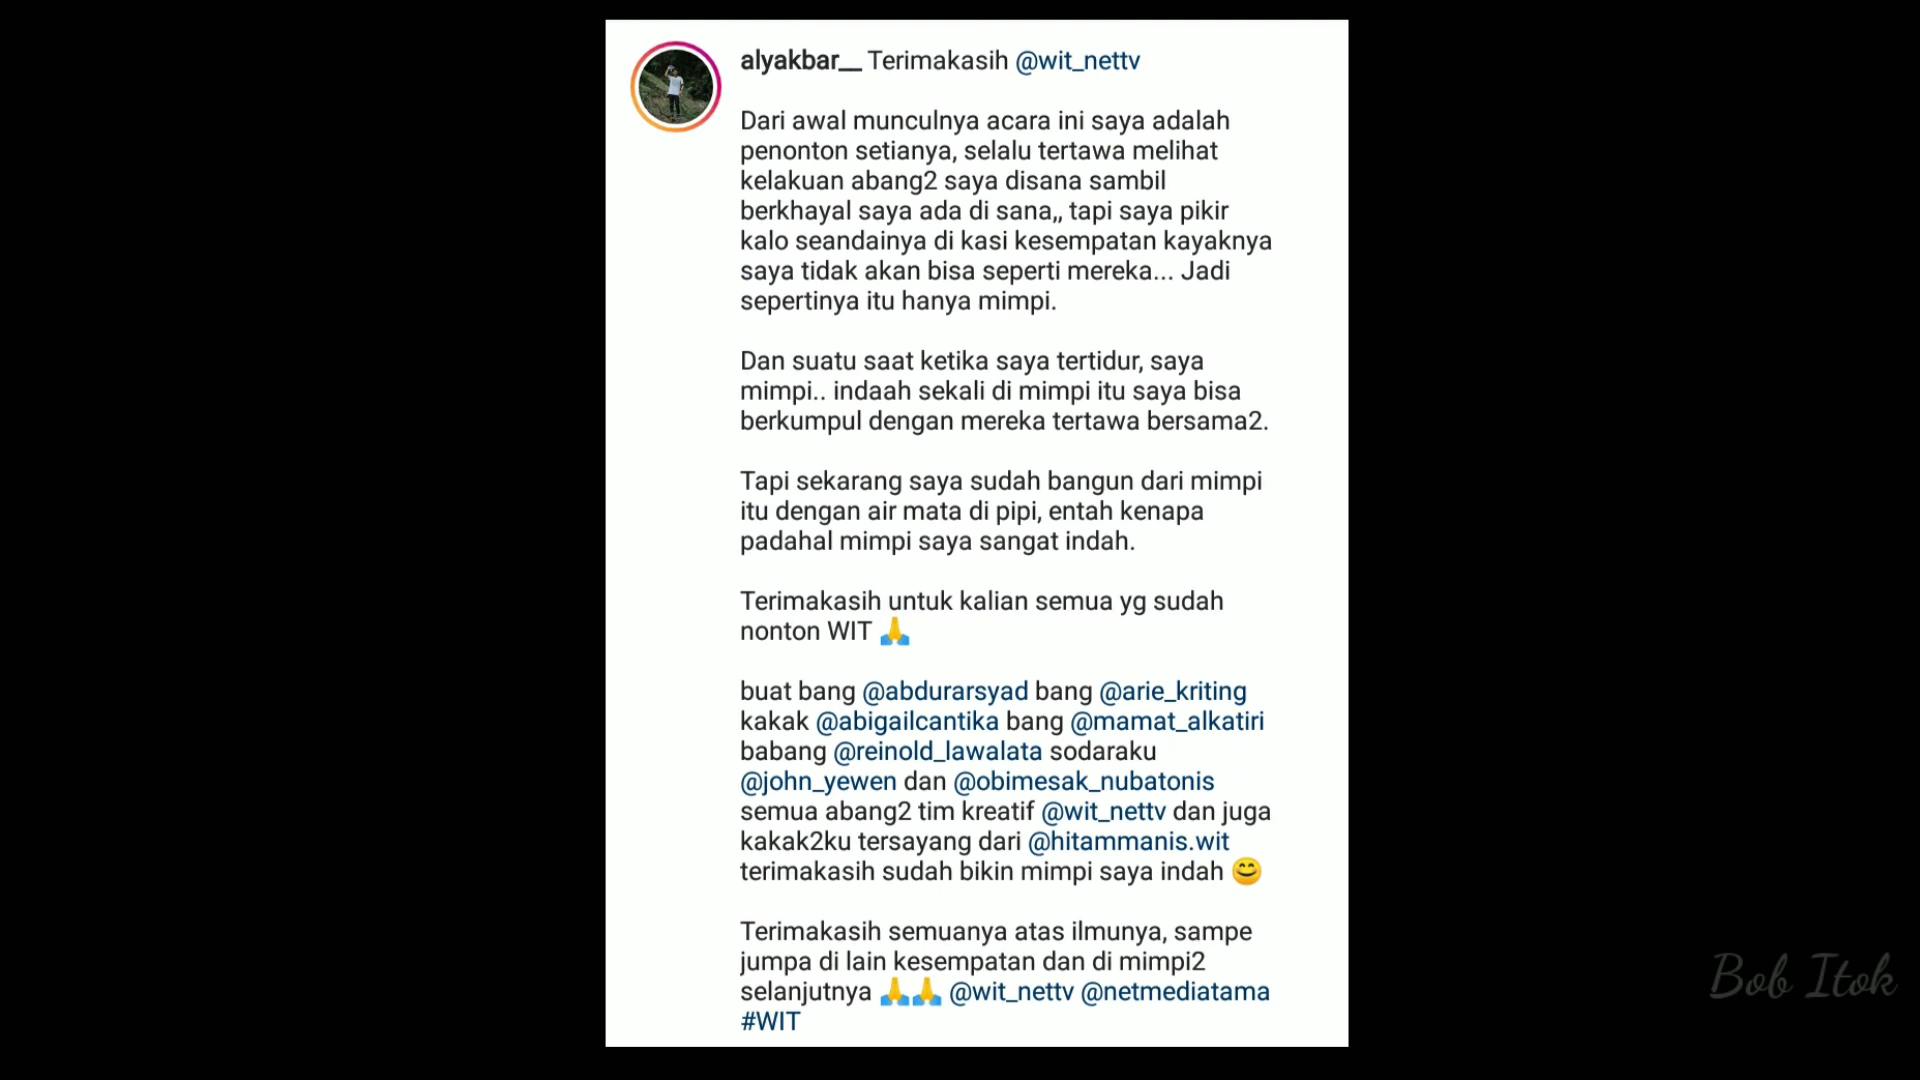 alyakbar__ Terimakasih @wit_nettv
Dari awal munculnya acara ini saya adalah
penonton setianya, selalu tertawa melihat
kelakuan abang2 saya disana sambil
berkhayal saya ada di sana,, tapi saya pikir
kalo seandainya di kasi kesempatan kayaknya
saya tidak akan bisa seperti mereka... Jadi
sepertinya itu hanya mimpi.
Dan suatu saat ketika saya tertidur, saya
mimpi.. indaah sekali di mimpi itu saya bisa
berkumpul dengan mereka tertawa bersama2.
Tapi sekarang saya sudah bangun dari mimpi
itu dengan air mata di pipi, entah kenapa
padahal mimpi saya sangat indah.
Terimakasih untuk kalian semua yg sudah
nonton WIT 🙏
buat bang @abdurarsyad bang @arie_kriting
kakak @abigailcantika bang @mamat_alkatiri
babang @reinold_lawalata sodaraku
@john_yewen dan @obimesak_nubatonis
semua abang2 tim kreatif @wit_nettv dan juga
kakak2ku tersayang dari @hitammanis.wit
terimakasih sudah bikin mimpi saya indah 😊
Terimakasih semuanya atas ilmunya, sampe
jumpa di lain kesempatan dan di mimpi2
selanjutnya 🙏🙏 @wit_nettv @netmediatama
#WIT
Bob Itok